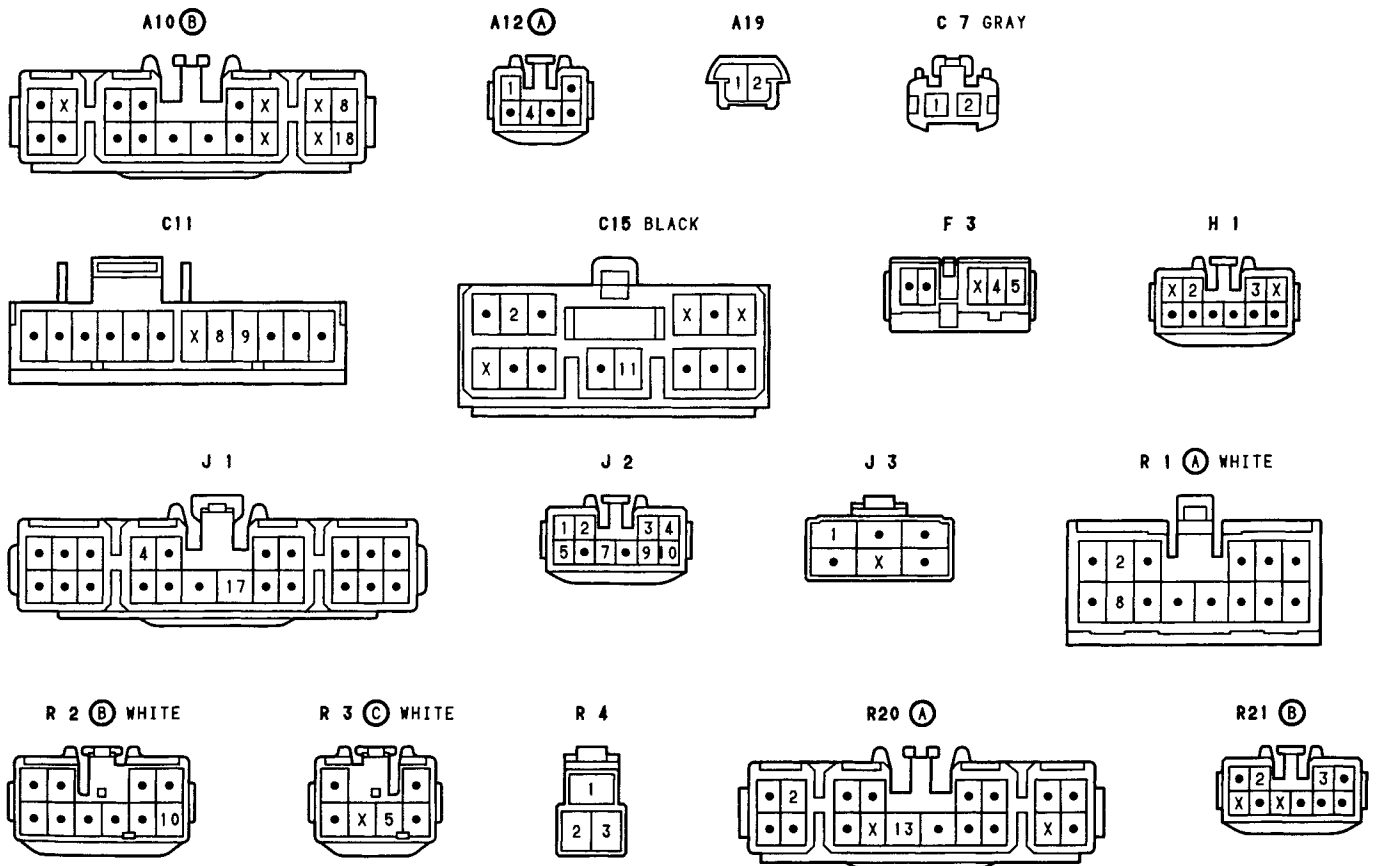 A10 Ⓑ A12 Ⓐ A19 C 7 GRAY
X X X 8 1 1 2 1 2
X X 18 4
C11 C15 BLACK F 3 H 1
2 X X X 4 5 X 2 3 X
X 8 9 X 11
J 1 J 2 J 3 R 1 Ⓐ WHITE
4 1 2 3 4 1 2
17 5 7 9 10 X 8
R 2 Ⓑ WHITE R 3 Ⓒ WHITE R 4 R20 Ⓐ R21 Ⓑ
1 2 2 3
10 X 5 2 3 X 13 X X X